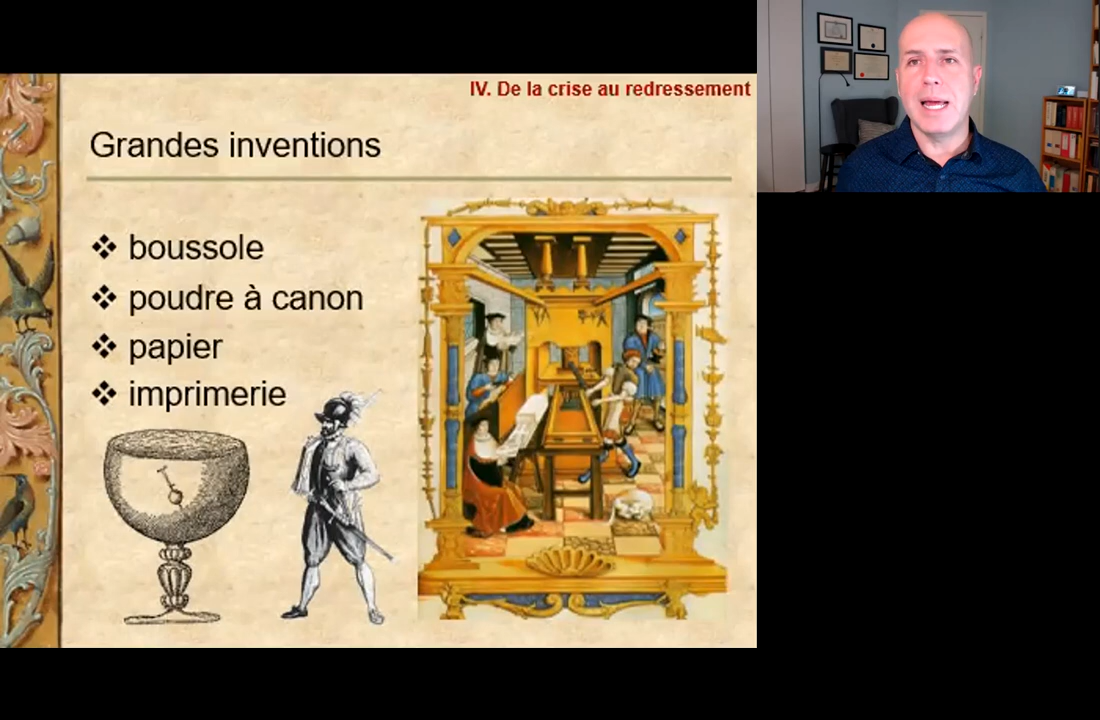 IV. De la crise au redressement
Grandes inventions
❖ boussole
❖ poudre à canon
❖ papier
❖ imprimerie